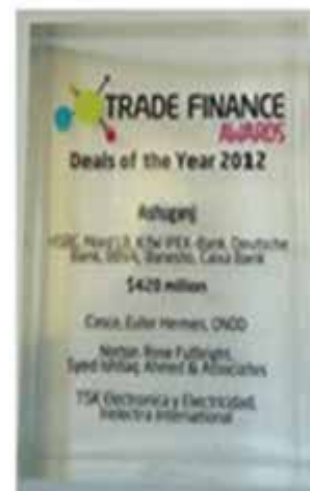 TRADE FINANCE
AWARDS
Deals of the Year 2012
Ashuganj
HSBC, Nord LB, KfW IPEX-Bank, Deutsche
Bank, BBVA, Banesto, Caixa Bank
$420 million
Cesce, Euler Hermes, ONDD
Norton Rose Fulbright,
Syed Ishtiaq Ahmed & Associates
TSK Electronica y Electricidad,
Inelectra International